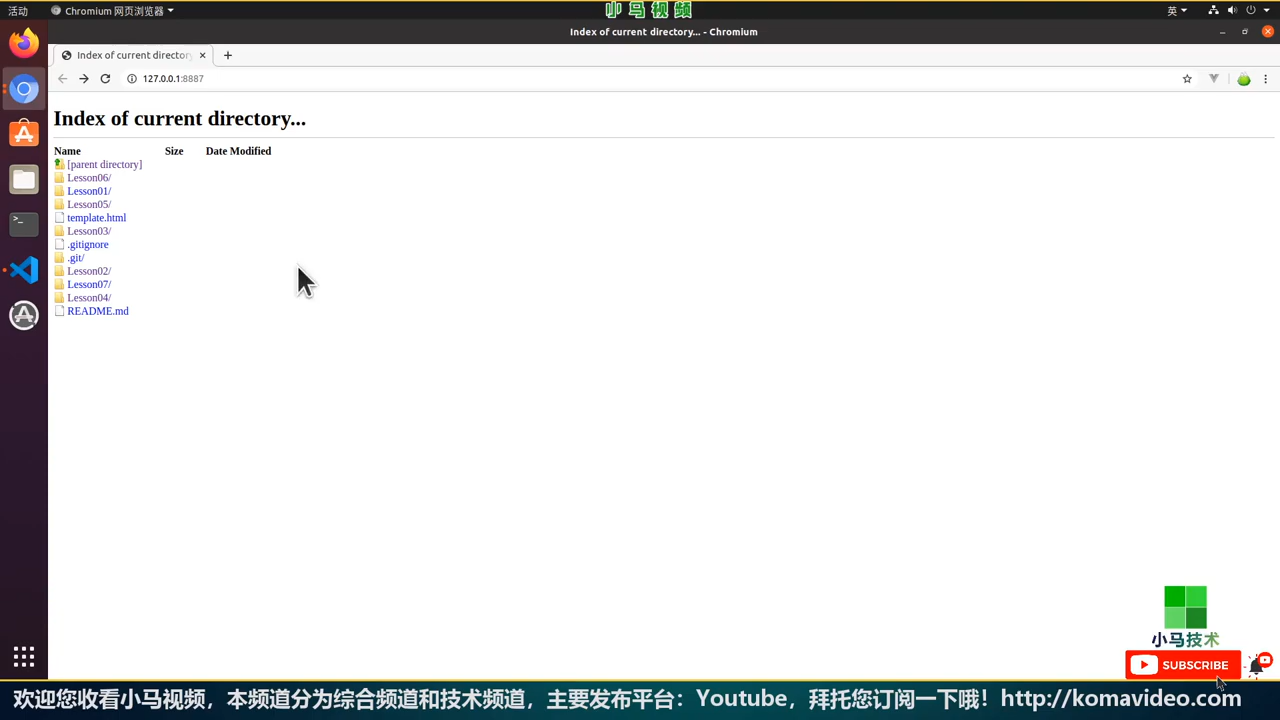 活动
Chromium 网页浏览器
小马视频
英
Index of current directory... - Chromium
Index of current director
127.0.0.1:8887
Index of current directory...
Name Size Date Modified
[parent directory]
Lesson06/
Lesson01/
Lesson05/
template.html
Lesson03/
.gitignore
.git/
Lesson02/
Lesson07/
Lesson04/
README.md
小马技术
SUBSCRIBE
欢迎您收看小马视频，本频道分为综合频道和技术频道，主要发布平台：Youtube，拜托您订阅一下哦！http://komavideo.com